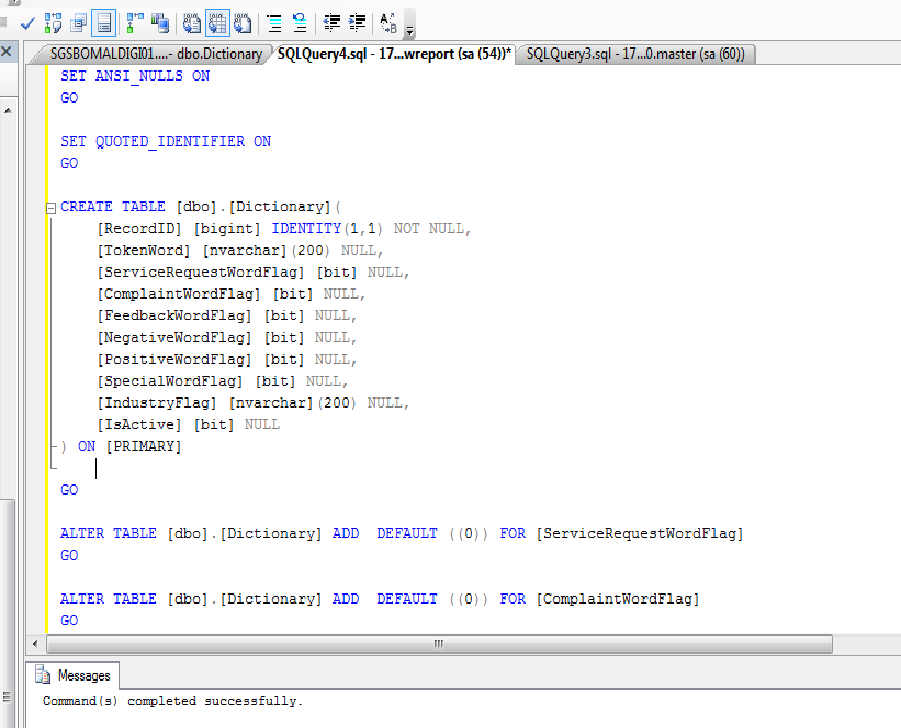 SGSBOMALDIGI01....- dbo.Dictionary
SQLQuery4.sql - 17...wreport (sa (54))*
SQLQuery3.sql - 17...0.master (sa (60))
SET ANSI_NULLS ON
GO
SET QUOTED_IDENTIFIER ON
GO
CREATE TABLE [dbo].[Dictionary](
[RecordID] [bigint] IDENTITY(1,1) NOT NULL,
[TokenWord] [nvarchar](200) NULL,
[ServiceRequestWordFlag] [bit] NULL,
[ComplaintWordFlag] [bit] NULL,
[FeedbackWordFlag] [bit] NULL,
[NegativeWordFlag] [bit] NULL,
[PositiveWordFlag] [bit] NULL,
[SpecialWordFlag] [bit] NULL,
[IndustryFlag] [nvarchar](200) NULL,
[IsActive] [bit] NULL
) ON [PRIMARY]
GO
ALTER TABLE [dbo].[Dictionary] ADD  DEFAULT ((0)) FOR [ServiceRequestWordFlag]
GO
ALTER TABLE [dbo].[Dictionary] ADD  DEFAULT ((0)) FOR [ComplaintWordFlag]
GO
Messages
Command(s) completed successfully.